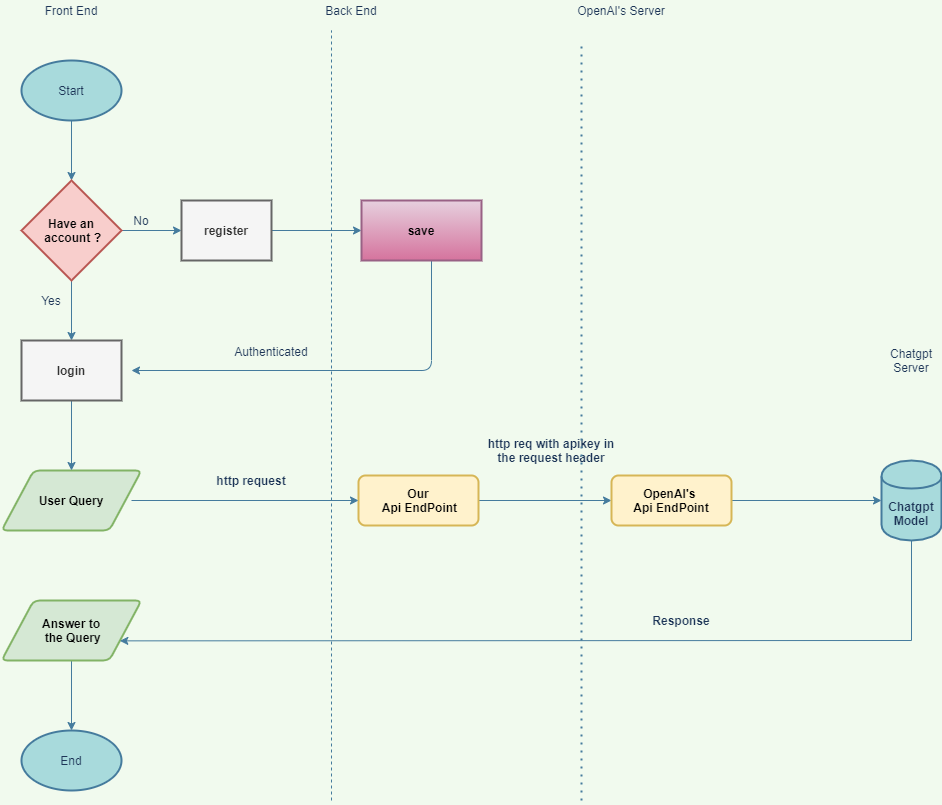 Front End
Back End
OpenAI's Server
Start
Have an
account ?
No
register
save
Yes
login
Authenticated
Chatgpt
Server
http req with apikey in
the request header
User Query
http request
Our
Api EndPoint
OpenAI's
Api EndPoint
Chatgpt
Model
Answer to
the Query
Response
End